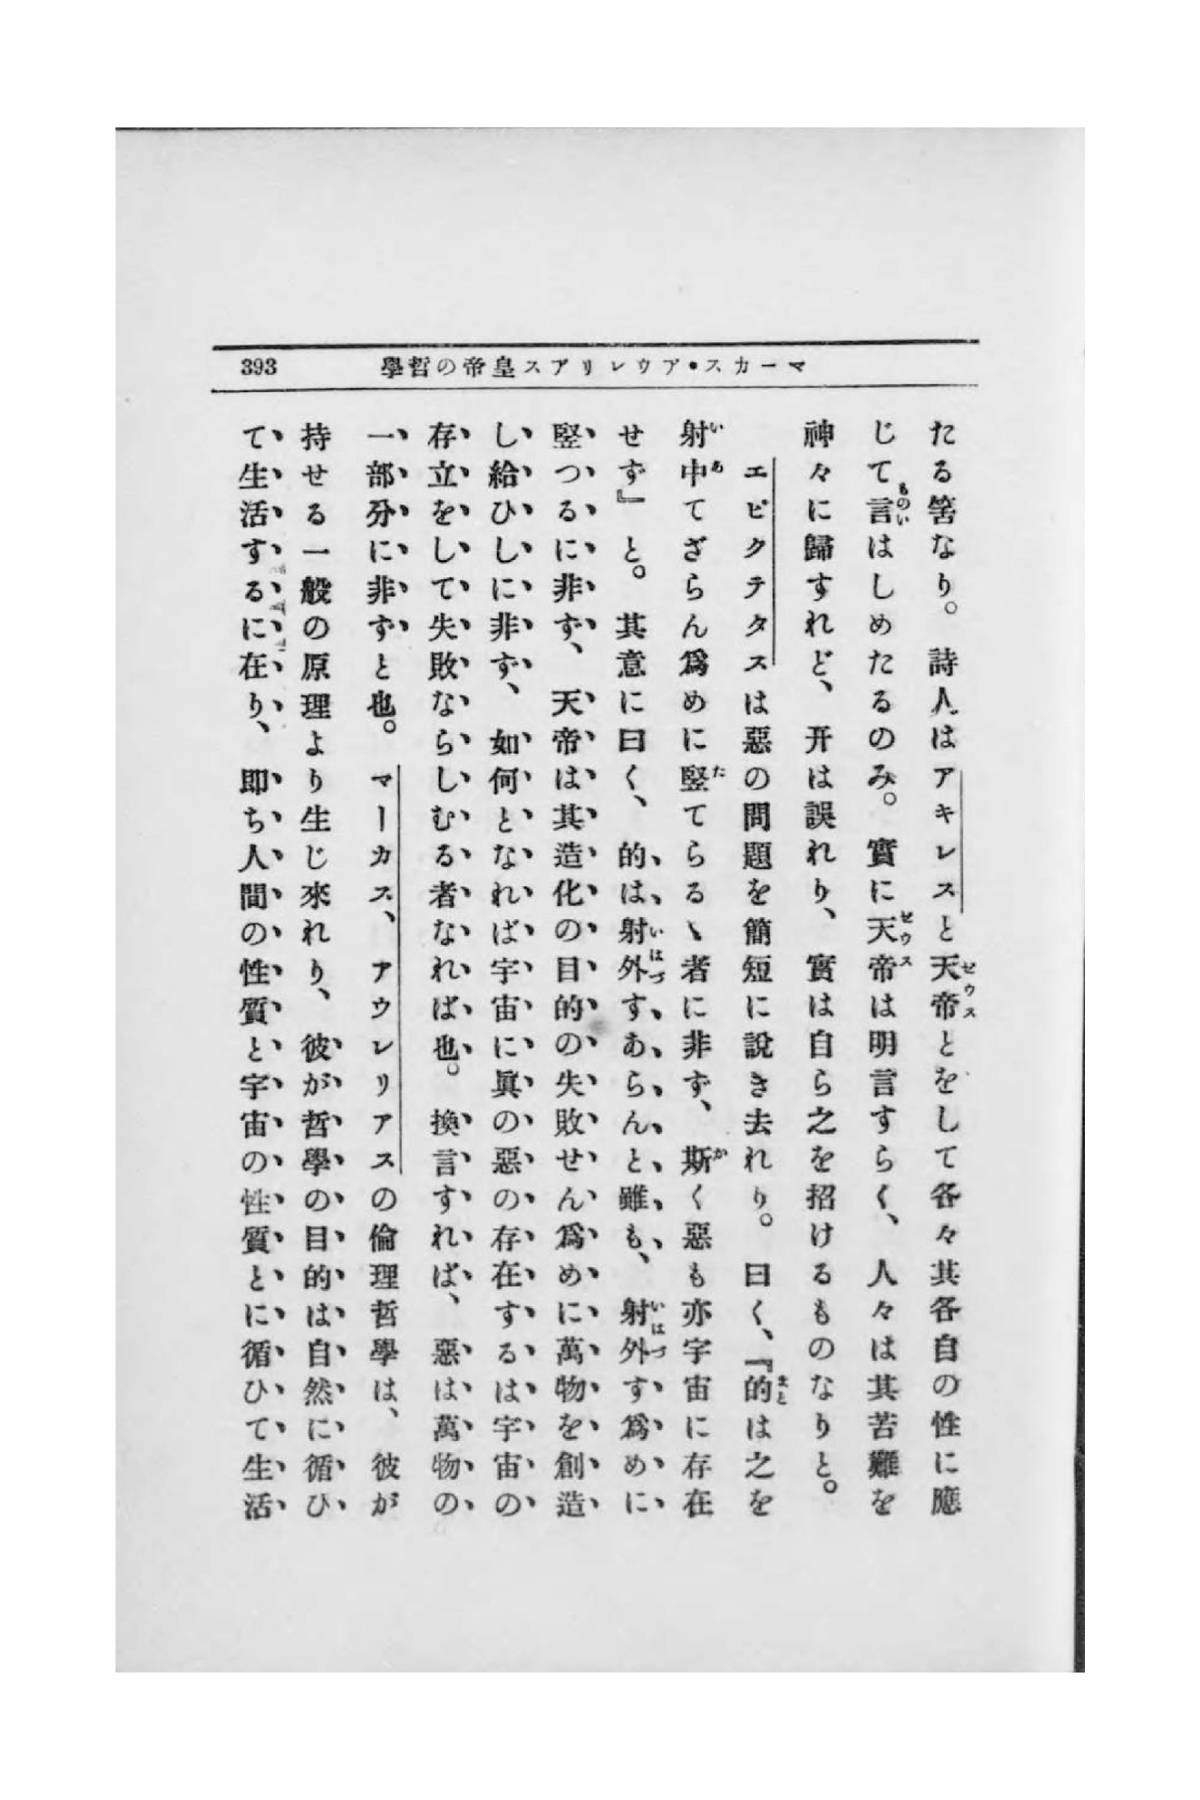 マーカス・アウレリアス皇帝の哲學
393
たる筈なり。詩人はアキレスと天帝とをして各々其各自の性に應
じて言はしめたるのみ。實に天帝は明言すらく、人々は其苦難を
神々に歸すれど、开は誤れり、實は自ら之を招けるものなりと。
エピクテタスは惡の問題を簡短に說き去れり。曰く、『的は之を
射中てざらん爲めに竪てらるゝ者に非ず、斯く惡も亦宇宙に存在
せず』と。其意に曰く、的は射外すあらんと雖も、射外す爲めに
竪つるに非ず、天帝は其造化の目的の失敗せん爲めに萬物を創造
し給ひしに非ず、如何となれば宇宙に眞の惡の存在するは宇宙の
存立をして失敗ならしむる者なれば也。換言すれば、惡は萬物の
一部分に非ずと也。マーカス、アウレリアスの倫理哲學は、彼が
持せる一般の原理より生じ來れり、彼が哲學の目的は自然に循ひ
て生活するに在り、即ち人間の性質と宇宙の性質とに循ひて生活